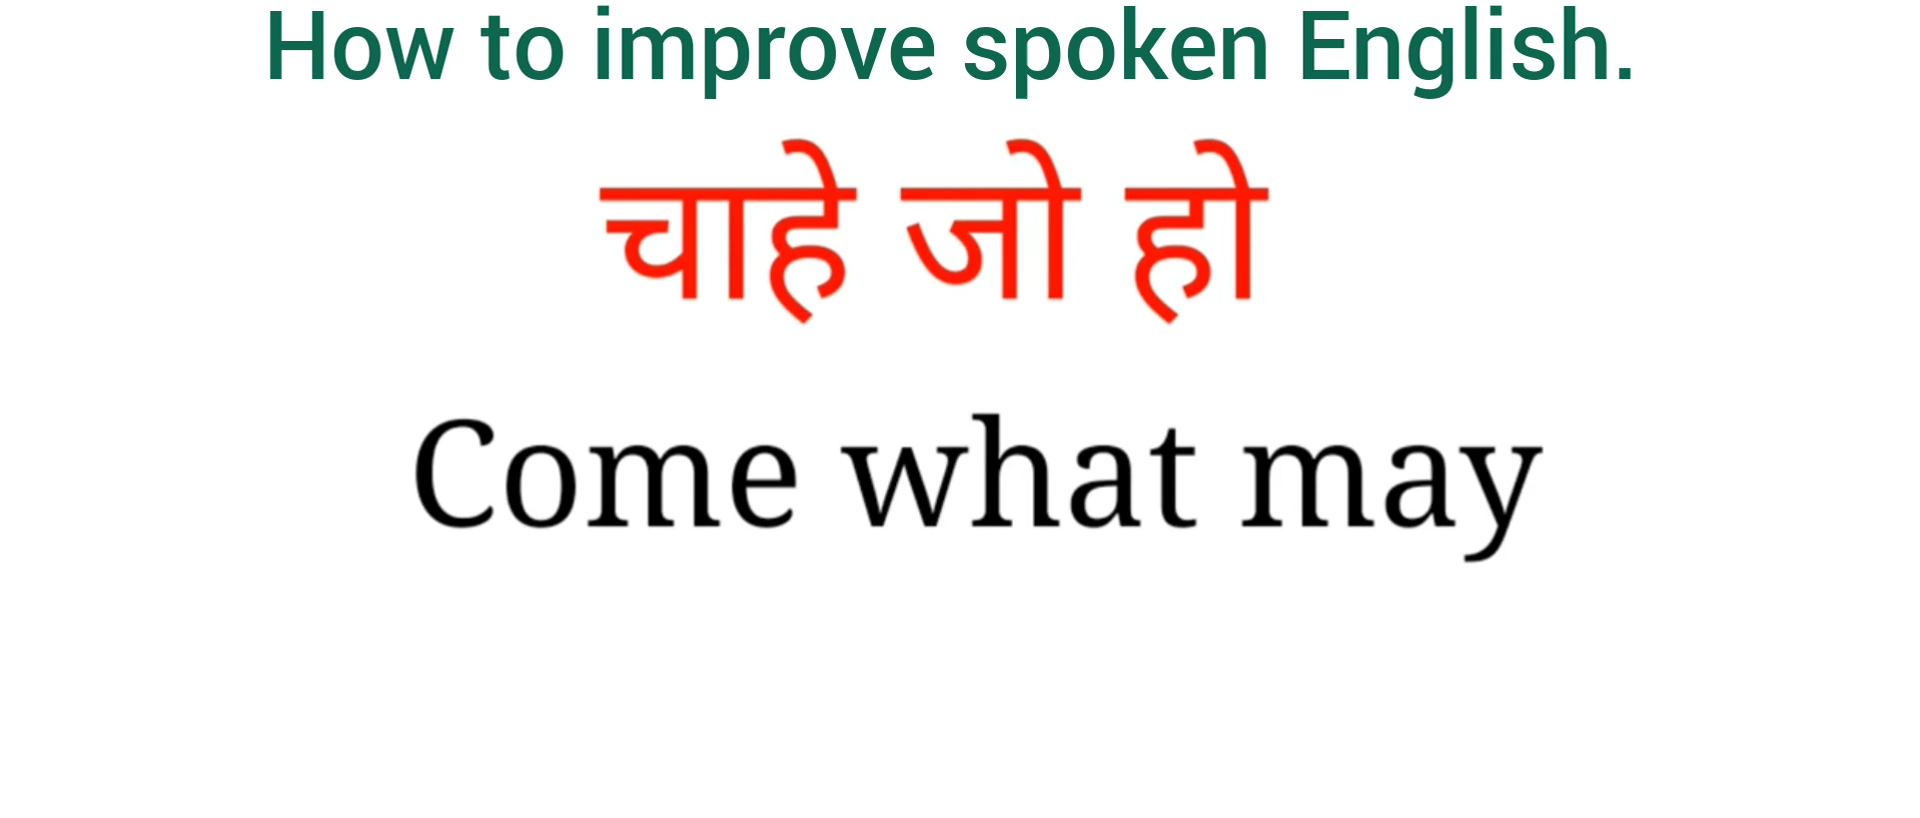 How to improve spoken English.
चाहे जो हो
Come what may